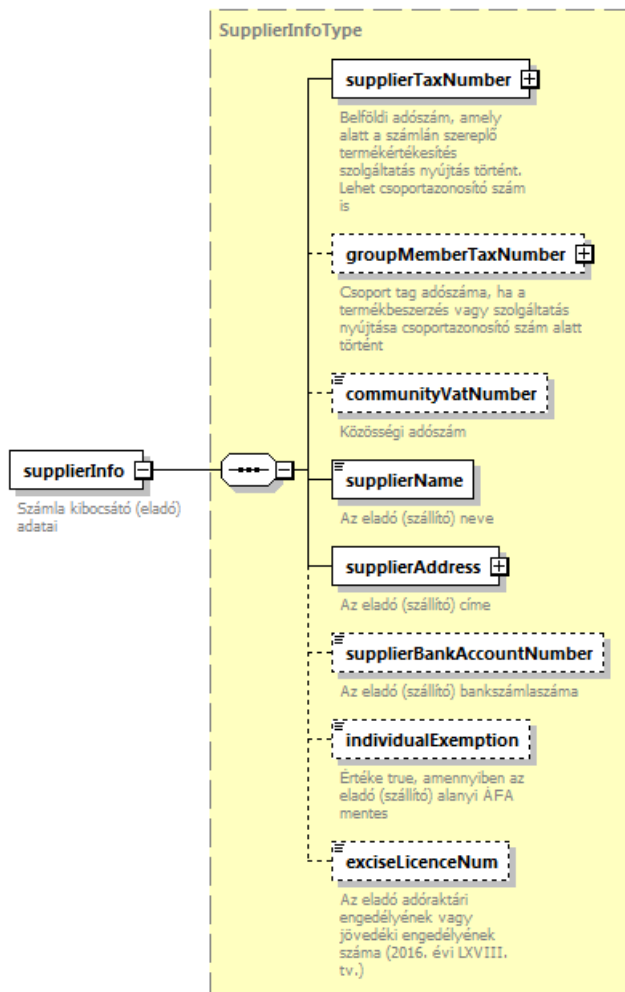 SupplierInfoType
supplierTaxNumber
Belföldi adószám, amely
alatt a számlán szereplő
termékértékesítés
szolgáltatás nyújtás történt.
Lehet csoportazonosító szám
is
groupMemberTaxNumber
Csoport tag adószáma, ha a
termékbeszerzés vagy szolgáltatás
nyújtása csoportazonosító szám alatt
történt
communityVatNumber
Közösségi adószám
supplierInfo
Számla kibocsátó (eladó)
adatai
supplierName
Az eladó (szállító) neve
supplierAddress
Az eladó (szállító) címe
supplierBankAccountNumber
Az eladó (szállító) bankszámlaszáma
individualExemption
Értéke true, amennyiben az
eladó (szállító) alanyi ÁFA
mentes
exciseLicenceNum
Az eladó adóraktári
engedélyének vagy
jövedéki engedélyének
száma (2016. évi LXVIII.
tv.)